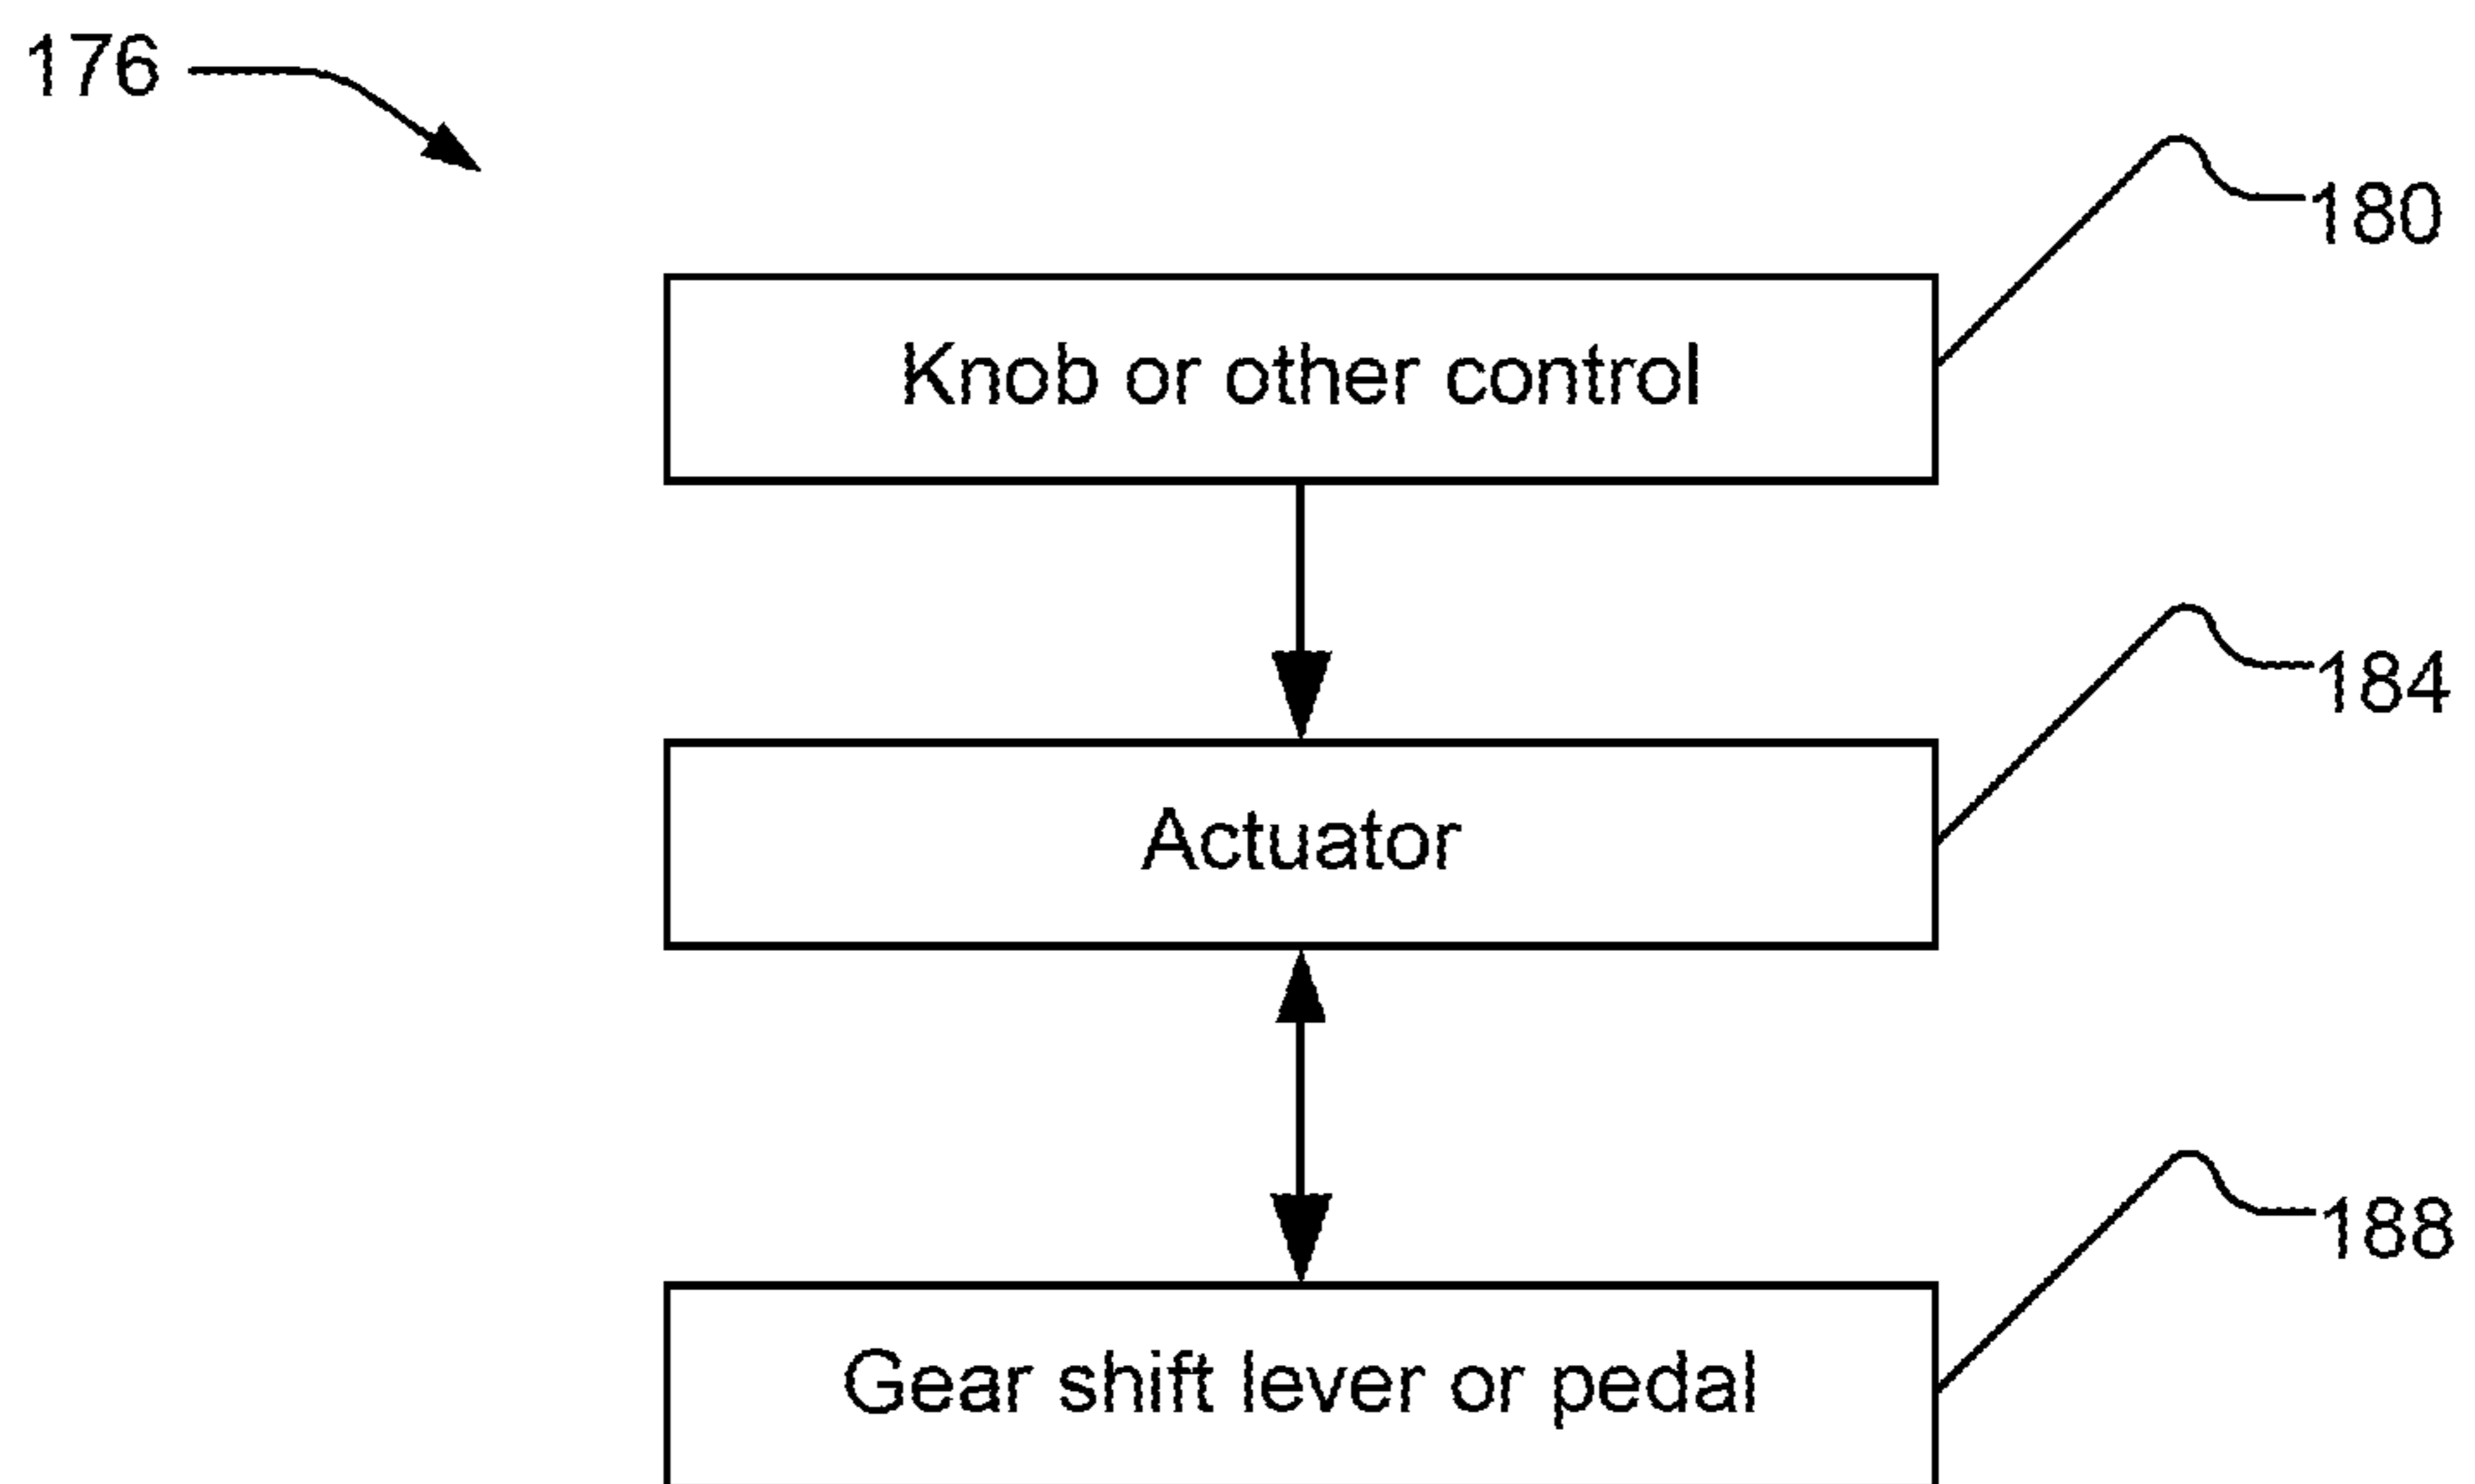 176
180
Knob or other control
184
Actuator
188
Gear shift lever or pedal